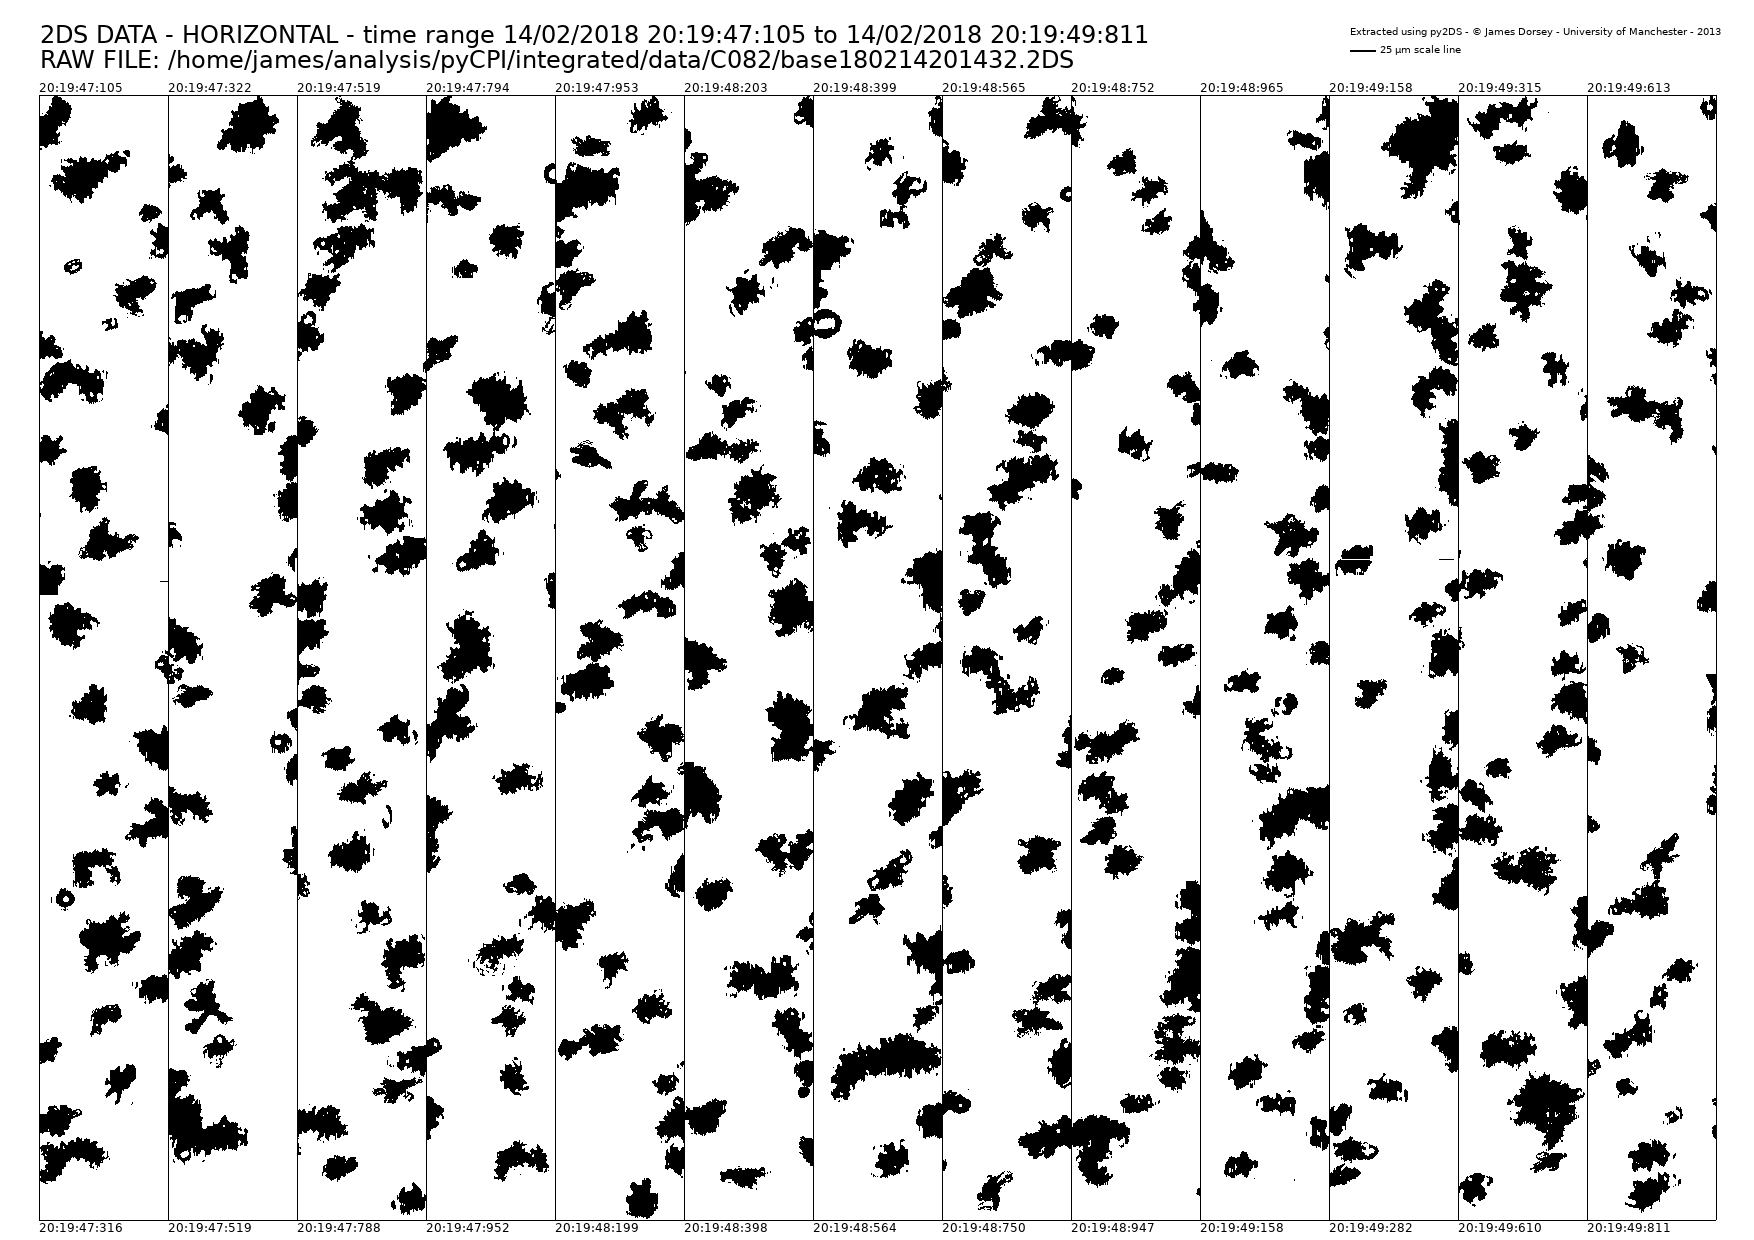 2DS DATA - HORIZONTAL - time range 14/02/2018 20:19:47:105 to 14/02/2018 20:19:49:811
RAW FILE: /home/james/analysis/pyCPI/integrated/data/C082/base180214201432.2DS
Extracted using py2DS - © James Dorsey - University of Manchester - 2013
25 µm scale line
20:19:47:105 20:19:47:322 20:19:47:519 20:19:47:794 20:19:47:953 20:19:48:203 20:19:48:399 20:19:48:565 20:19:48:752 20:19:48:965 20:19:49:158 20:19:49:315 20:19:49:613
20:19:47:316 20:19:47:519 20:19:47:788 20:19:47:952 20:19:48:199 20:19:48:398 20:19:48:564 20:19:48:750 20:19:48:947 20:19:49:158 20:19:49:282 20:19:49:610 20:19:49:811